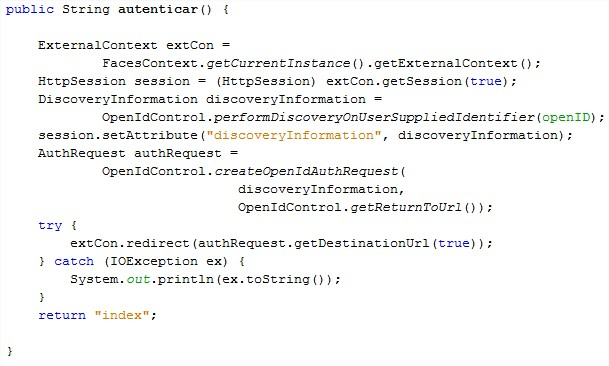 public String autenticar() {
ExternalContext extCon =
FacesContext.getCurrentInstance().getExternalContext();
HttpSession session = (HttpSession) extCon.getSession(true);
DiscoveryInformation discoveryInformation =
OpenIdControl.performDiscoveryOnUserSuppliedIdentifier(openID);
session.setAttribute("discoveryInformation", discoveryInformation);
AuthRequest authRequest =
OpenIdControl.createOpenIdAuthRequest(
discoveryInformation,
OpenIdControl.getReturnToUrl());
try {
extCon.redirect(authRequest.getDestinationUrl(true));
} catch (IOException ex) {
System.out.println(ex.toString());
}
return "index";
}